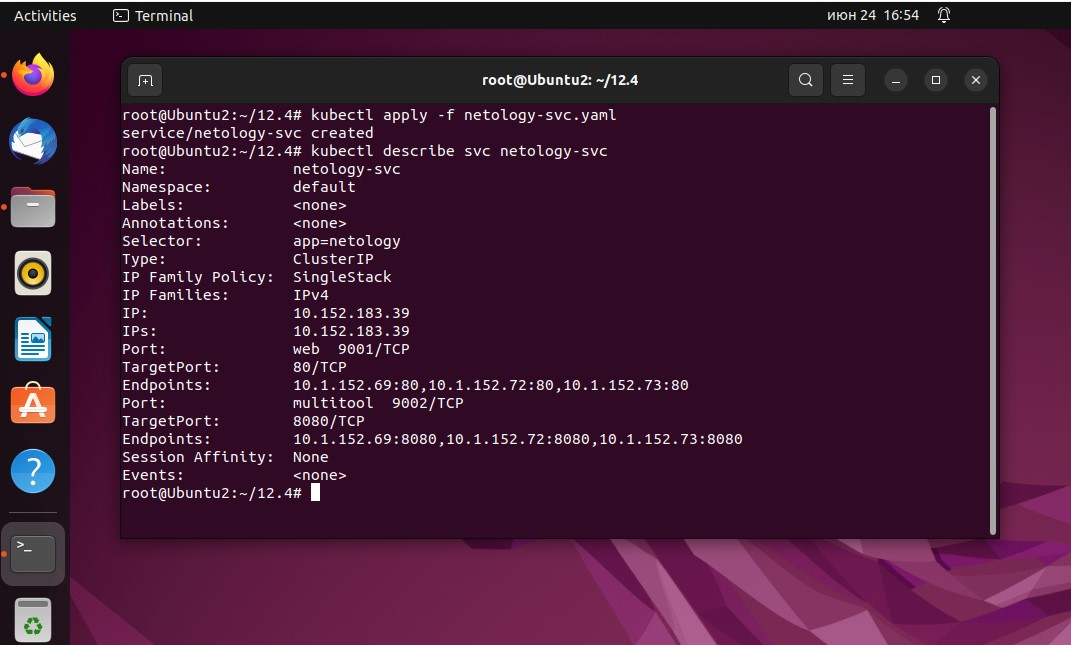 Activities
Terminal
июн 24 16:54
root@Ubuntu2: ~/12.4
root@Ubuntu2:~/12.4# kubectl apply -f netology-svc.yaml
service/netology-svc created
root@Ubuntu2:~/12.4# kubectl describe svc netology-svc
Name:              netology-svc
Namespace:         default
Labels:            <none>
Annotations:       <none>
Selector:          app=netology
Type:              ClusterIP
IP Family Policy:  SingleStack
IP Families:       IPv4
IP:                10.152.183.39
IPs:               10.152.183.39
Port:              web  9001/TCP
TargetPort:        80/TCP
Endpoints:         10.1.152.69:80,10.1.152.72:80,10.1.152.73:80
Port:              multitool  9002/TCP
TargetPort:        8080/TCP
Endpoints:         10.1.152.69:8080,10.1.152.72:8080,10.1.152.73:8080
Session Affinity:  None
Events:            <none>
root@Ubuntu2:~/12.4#